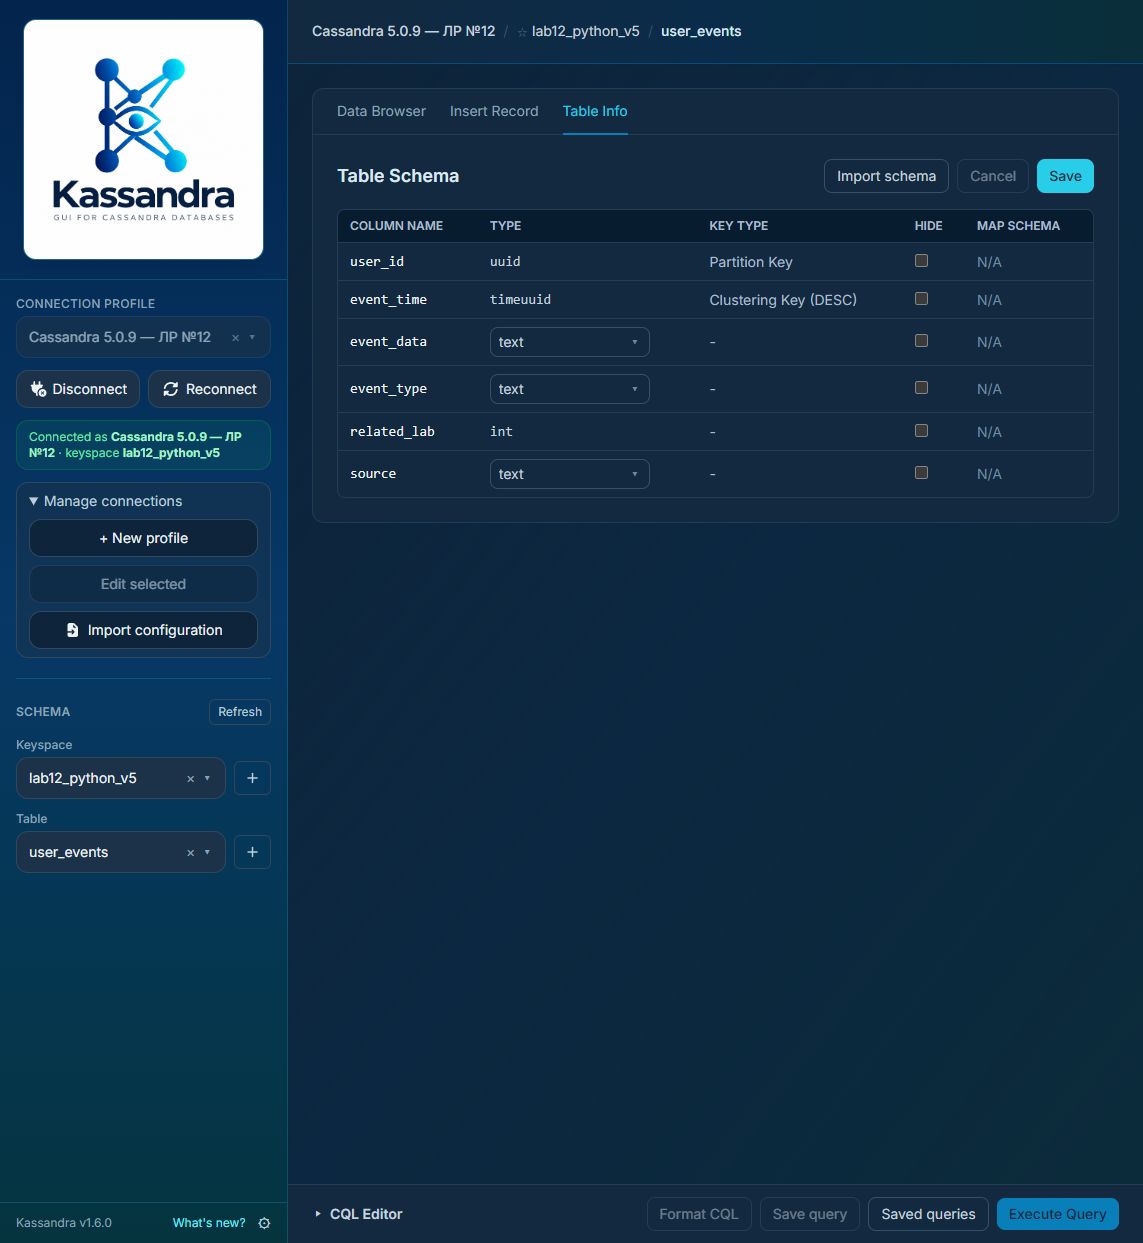 Kassandra
GUI FOR CASSANDRA DATABASES
CONNECTION PROFILE
Cassandra 5.0.9 — ЛР №12 × ▾
Disconnect Reconnect
Connected as Cassandra 5.0.9 — ЛР
№12 · keyspace lab12_python_v5
▼ Manage connections
+ New profile
Edit selected
Import configuration
SCHEMA Refresh
Keyspace
lab12_python_v5 × ▾ +
Table
user_events × ▾ +
Kassandra v1.6.0 What's new?
Cassandra 5.0.9 — ЛР №12 / ☆ lab12_python_v5 / user_events
Data Browser Insert Record Table Info
Table Schema Import schema Cancel Save
COLUMN NAME TYPE KEY TYPE HIDE MAP SCHEMA
user_id uuid Partition Key N/A
event_time timeuuid Clustering Key (DESC) N/A
event_data text ▾ - N/A
event_type text ▾ - N/A
related_lab int - N/A
source text ▾ - N/A
▸ CQL Editor Format CQL Save query Saved queries Execute Query